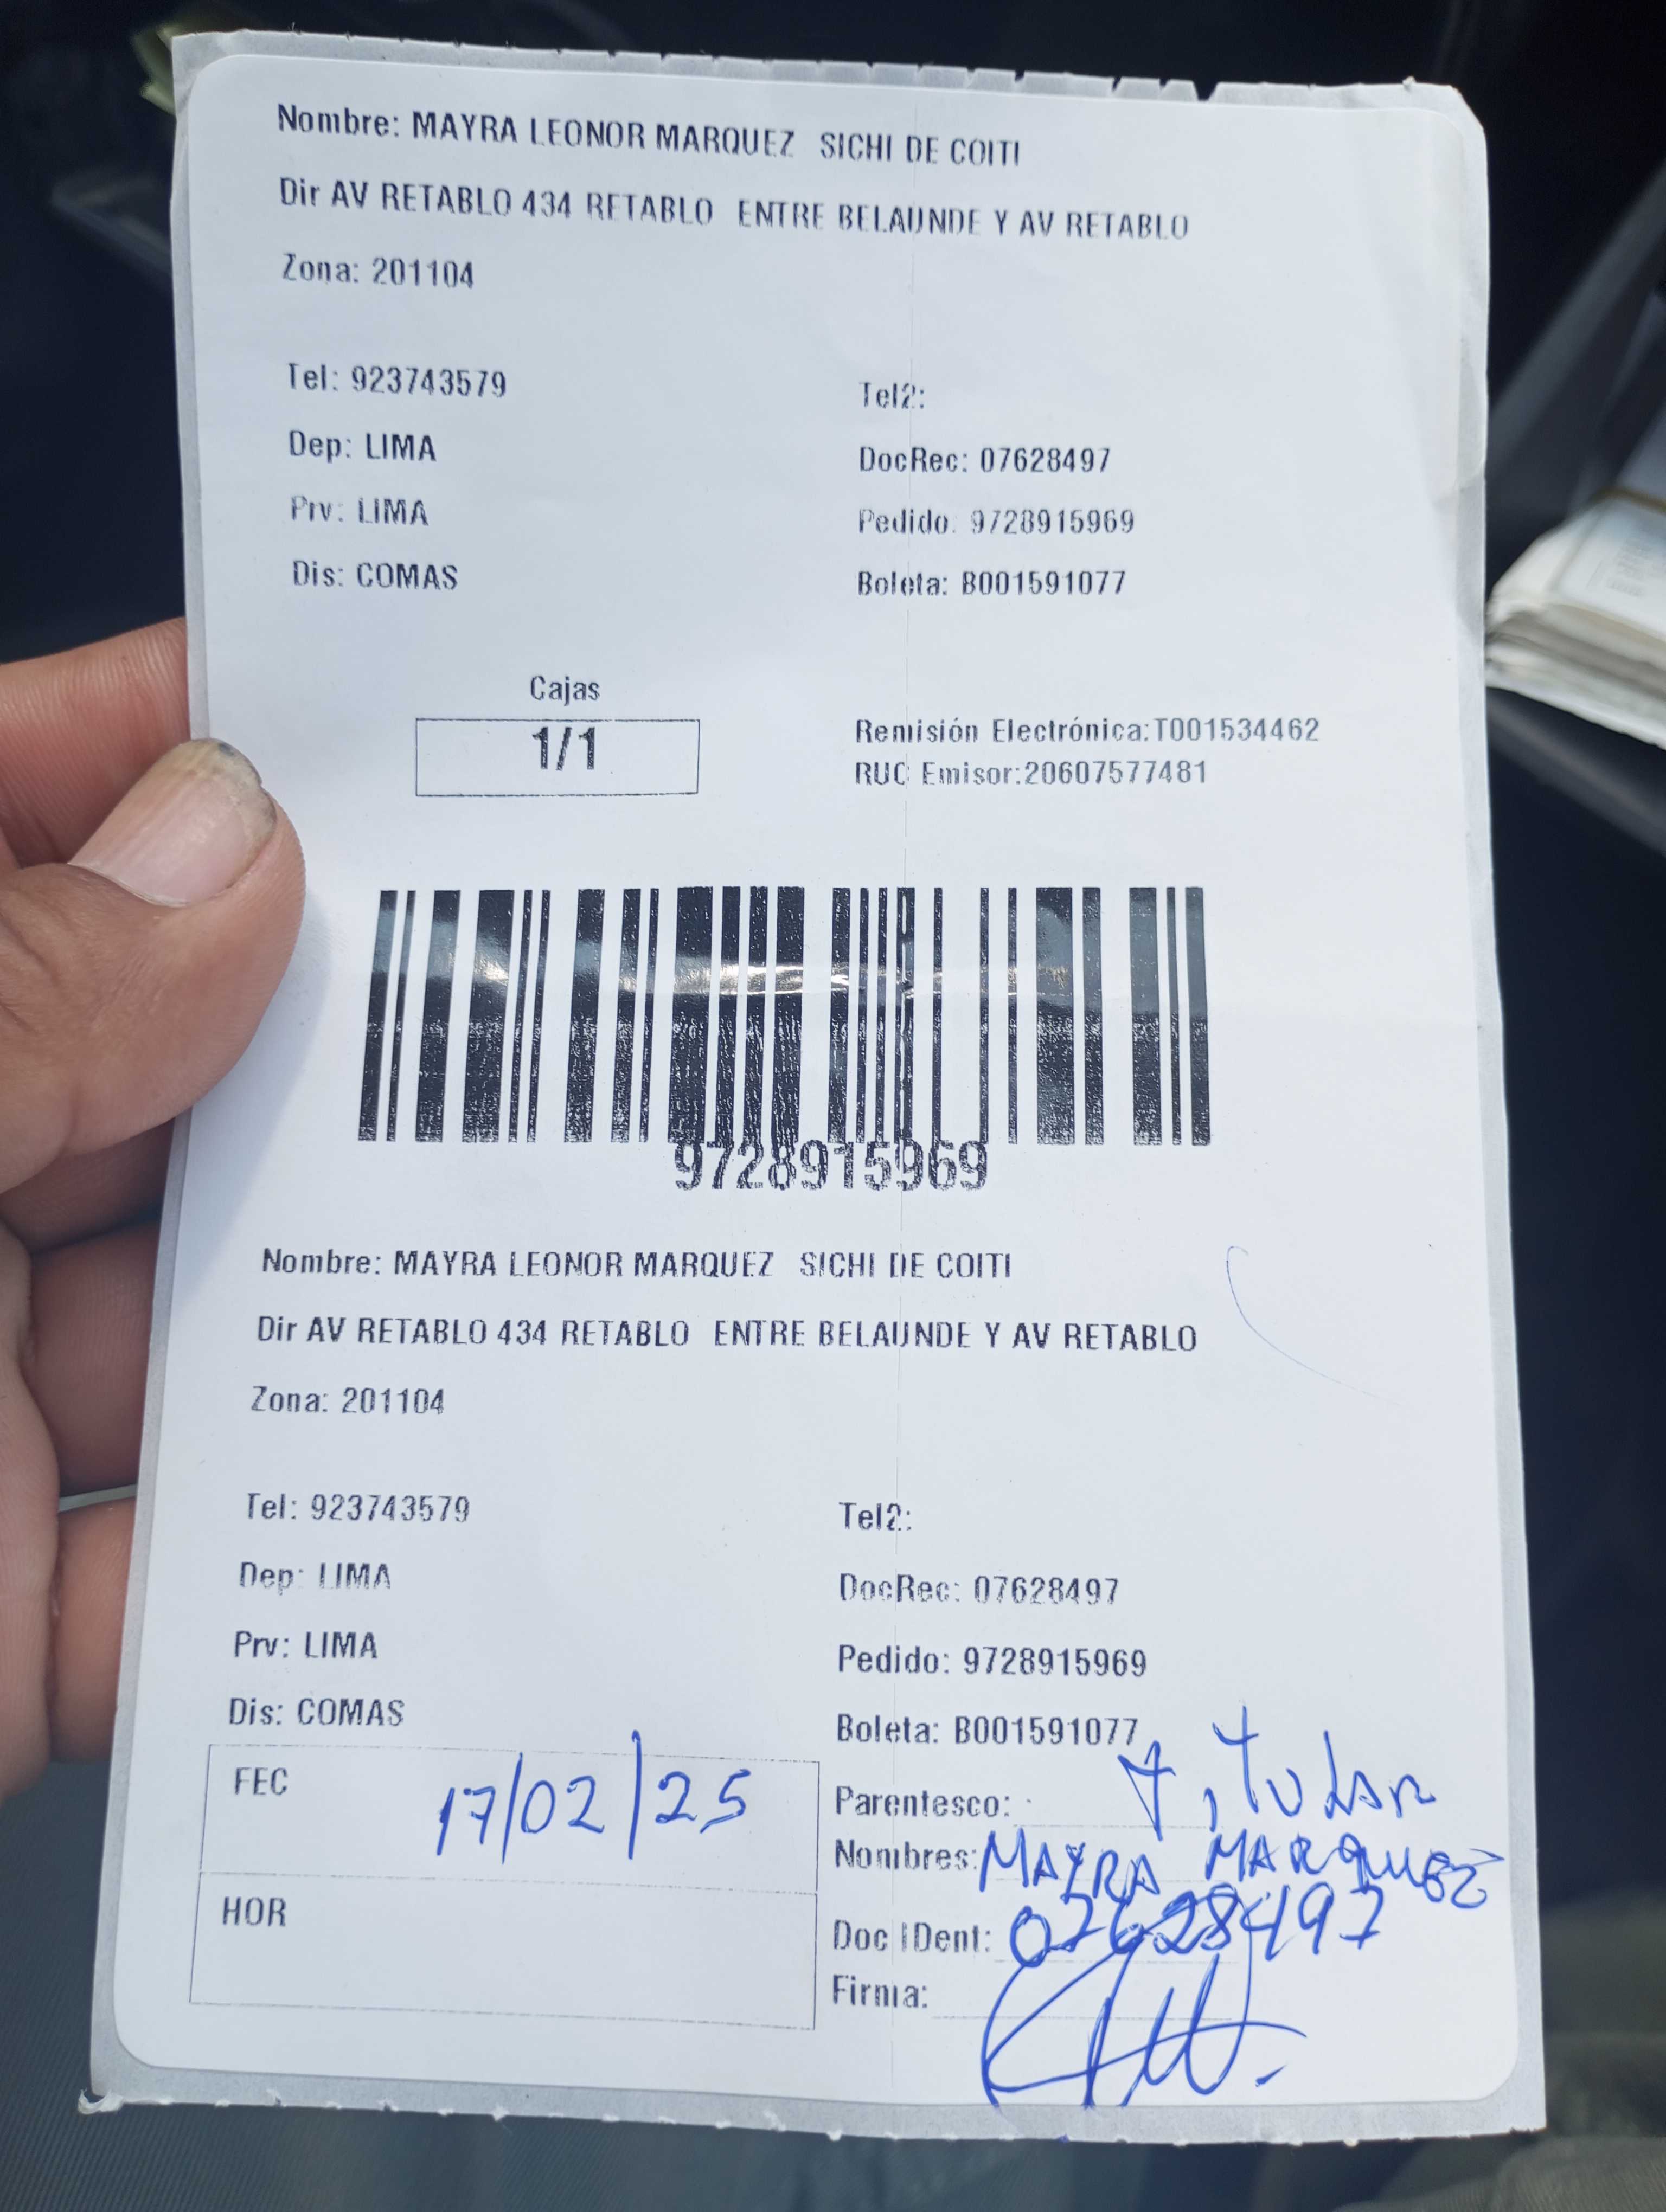 Nombre: MAYRA LEONOR MARQUEZ SICHI DE COITI
Dir AV RETABLO 434 RETABLO ENTRE BELAUNDE Y AV RETABLO
Zona: 201104
Tel: 923743579 Tel2:
Dep: LIMA DocRec: 07628497
Prv: LIMA Pedido: 9728915969
Dis: COMAS Boleta: B001591077
Cajas
1/1
Remisión Electrónica:T001534462
RUC Emisor:20607577481
9728915969
Nombre: MAYRA LEONOR MARQUEZ SICHI DE COITI
Dir AV RETABLO 434 RETABLO ENTRE BELAUNDE Y AV RETABLO
Zona: 201104
Tel: 923743579 Tel2:
Dep: LIMA DocRec: 07628497
Prv: LIMA Pedido: 9728915969
Dis: COMAS Boleta: B001591077
FEC 17/02/25
Parentesco: Titular
Nombres: MAYRA MARQUEZ
HOR
Doc IDent: 07628497
Firma: